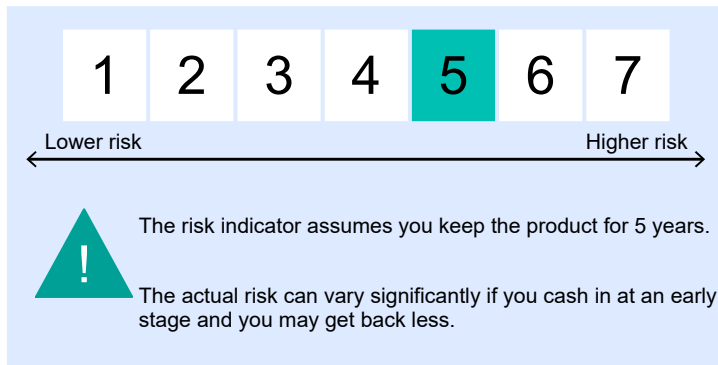 1 2 3 4 5 6 7
Lower risk Higher risk
!
The risk indicator assumes you keep the product for 5 years.
The actual risk can vary significantly if you cash in at an early
stage and you may get back less.